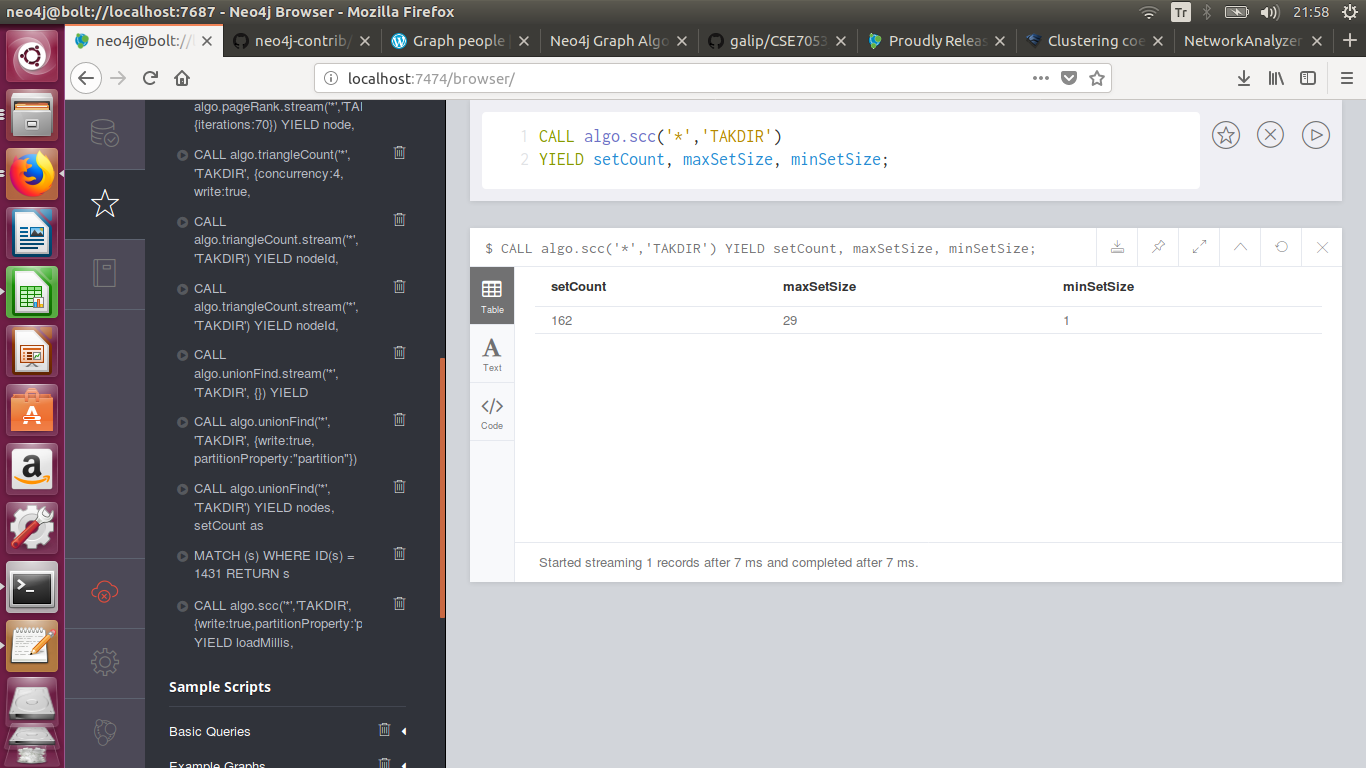 neo4j@bolt://localhost:7687 - Neo4j Browser - Mozilla Firefox
Tr
21:58
neo4j@bolt://l
neo4j-contrib/
Graph people |
Neo4j Graph Algo
galip/CSE7053
Proudly Releas
Clustering coe
NetworkAnalyzer
localhost:7474/browser/
algo.pageRank.stream('*','TAK
{iterations:70}) YIELD node,
CALL algo.triangleCount('*',
'TAKDIR', {concurrency:4,
write:true,
CALL
algo.triangleCount.stream('*',
'TAKDIR') YIELD nodeId,
CALL
algo.triangleCount.stream('*',
'TAKDIR') YIELD nodeId,
CALL
algo.unionFind.stream('*',
'TAKDIR', {}) YIELD
CALL algo.unionFind('*',
'TAKDIR', {write:true,
partitionProperty:"partition"})
CALL algo.unionFind('*',
'TAKDIR') YIELD nodes,
setCount as
MATCH (s) WHERE ID(s) =
1431 RETURN s
CALL algo.scc('*','TAKDIR',
{write:true,partitionProperty:'p
YIELD loadMillis,
Sample Scripts
Basic Queries
Example Graphs
1 CALL algo.scc('*','TAKDIR')
2 YIELD setCount, maxSetSize, minSetSize;
$ CALL algo.scc('*','TAKDIR') YIELD setCount, maxSetSize, minSetSize;
Table
Text
Code
setCount maxSetSize minSetSize
162 29 1
Started streaming 1 records after 7 ms and completed after 7 ms.